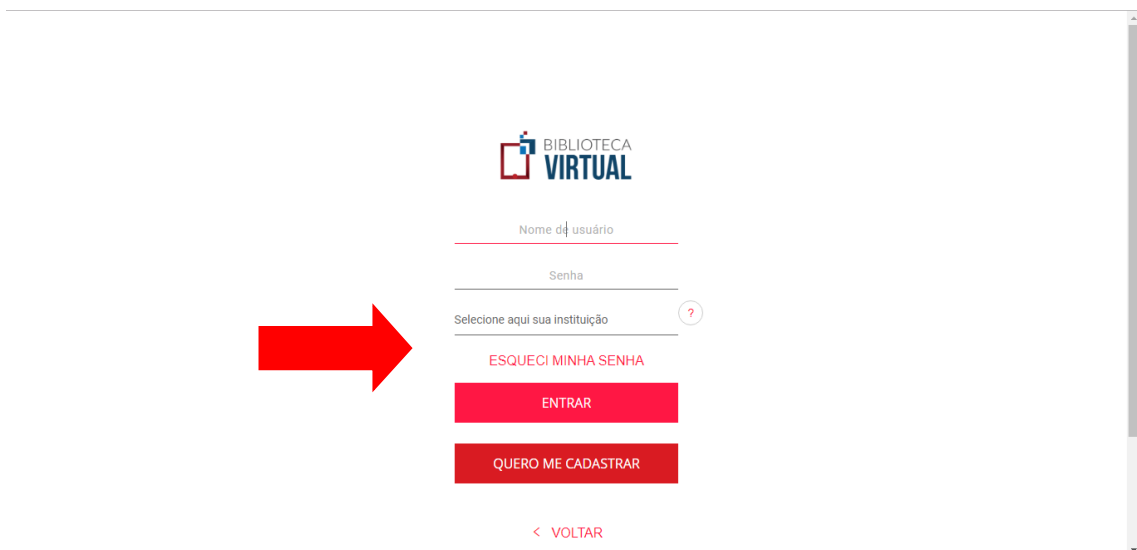 BIBLIOTECA
VIRTUAL
Nome de usuário
Senha
Selecione aqui sua instituição
?
ESQUECI MINHA SENHA
ENTRAR
QUERO ME CADASTRAR
< VOLTAR